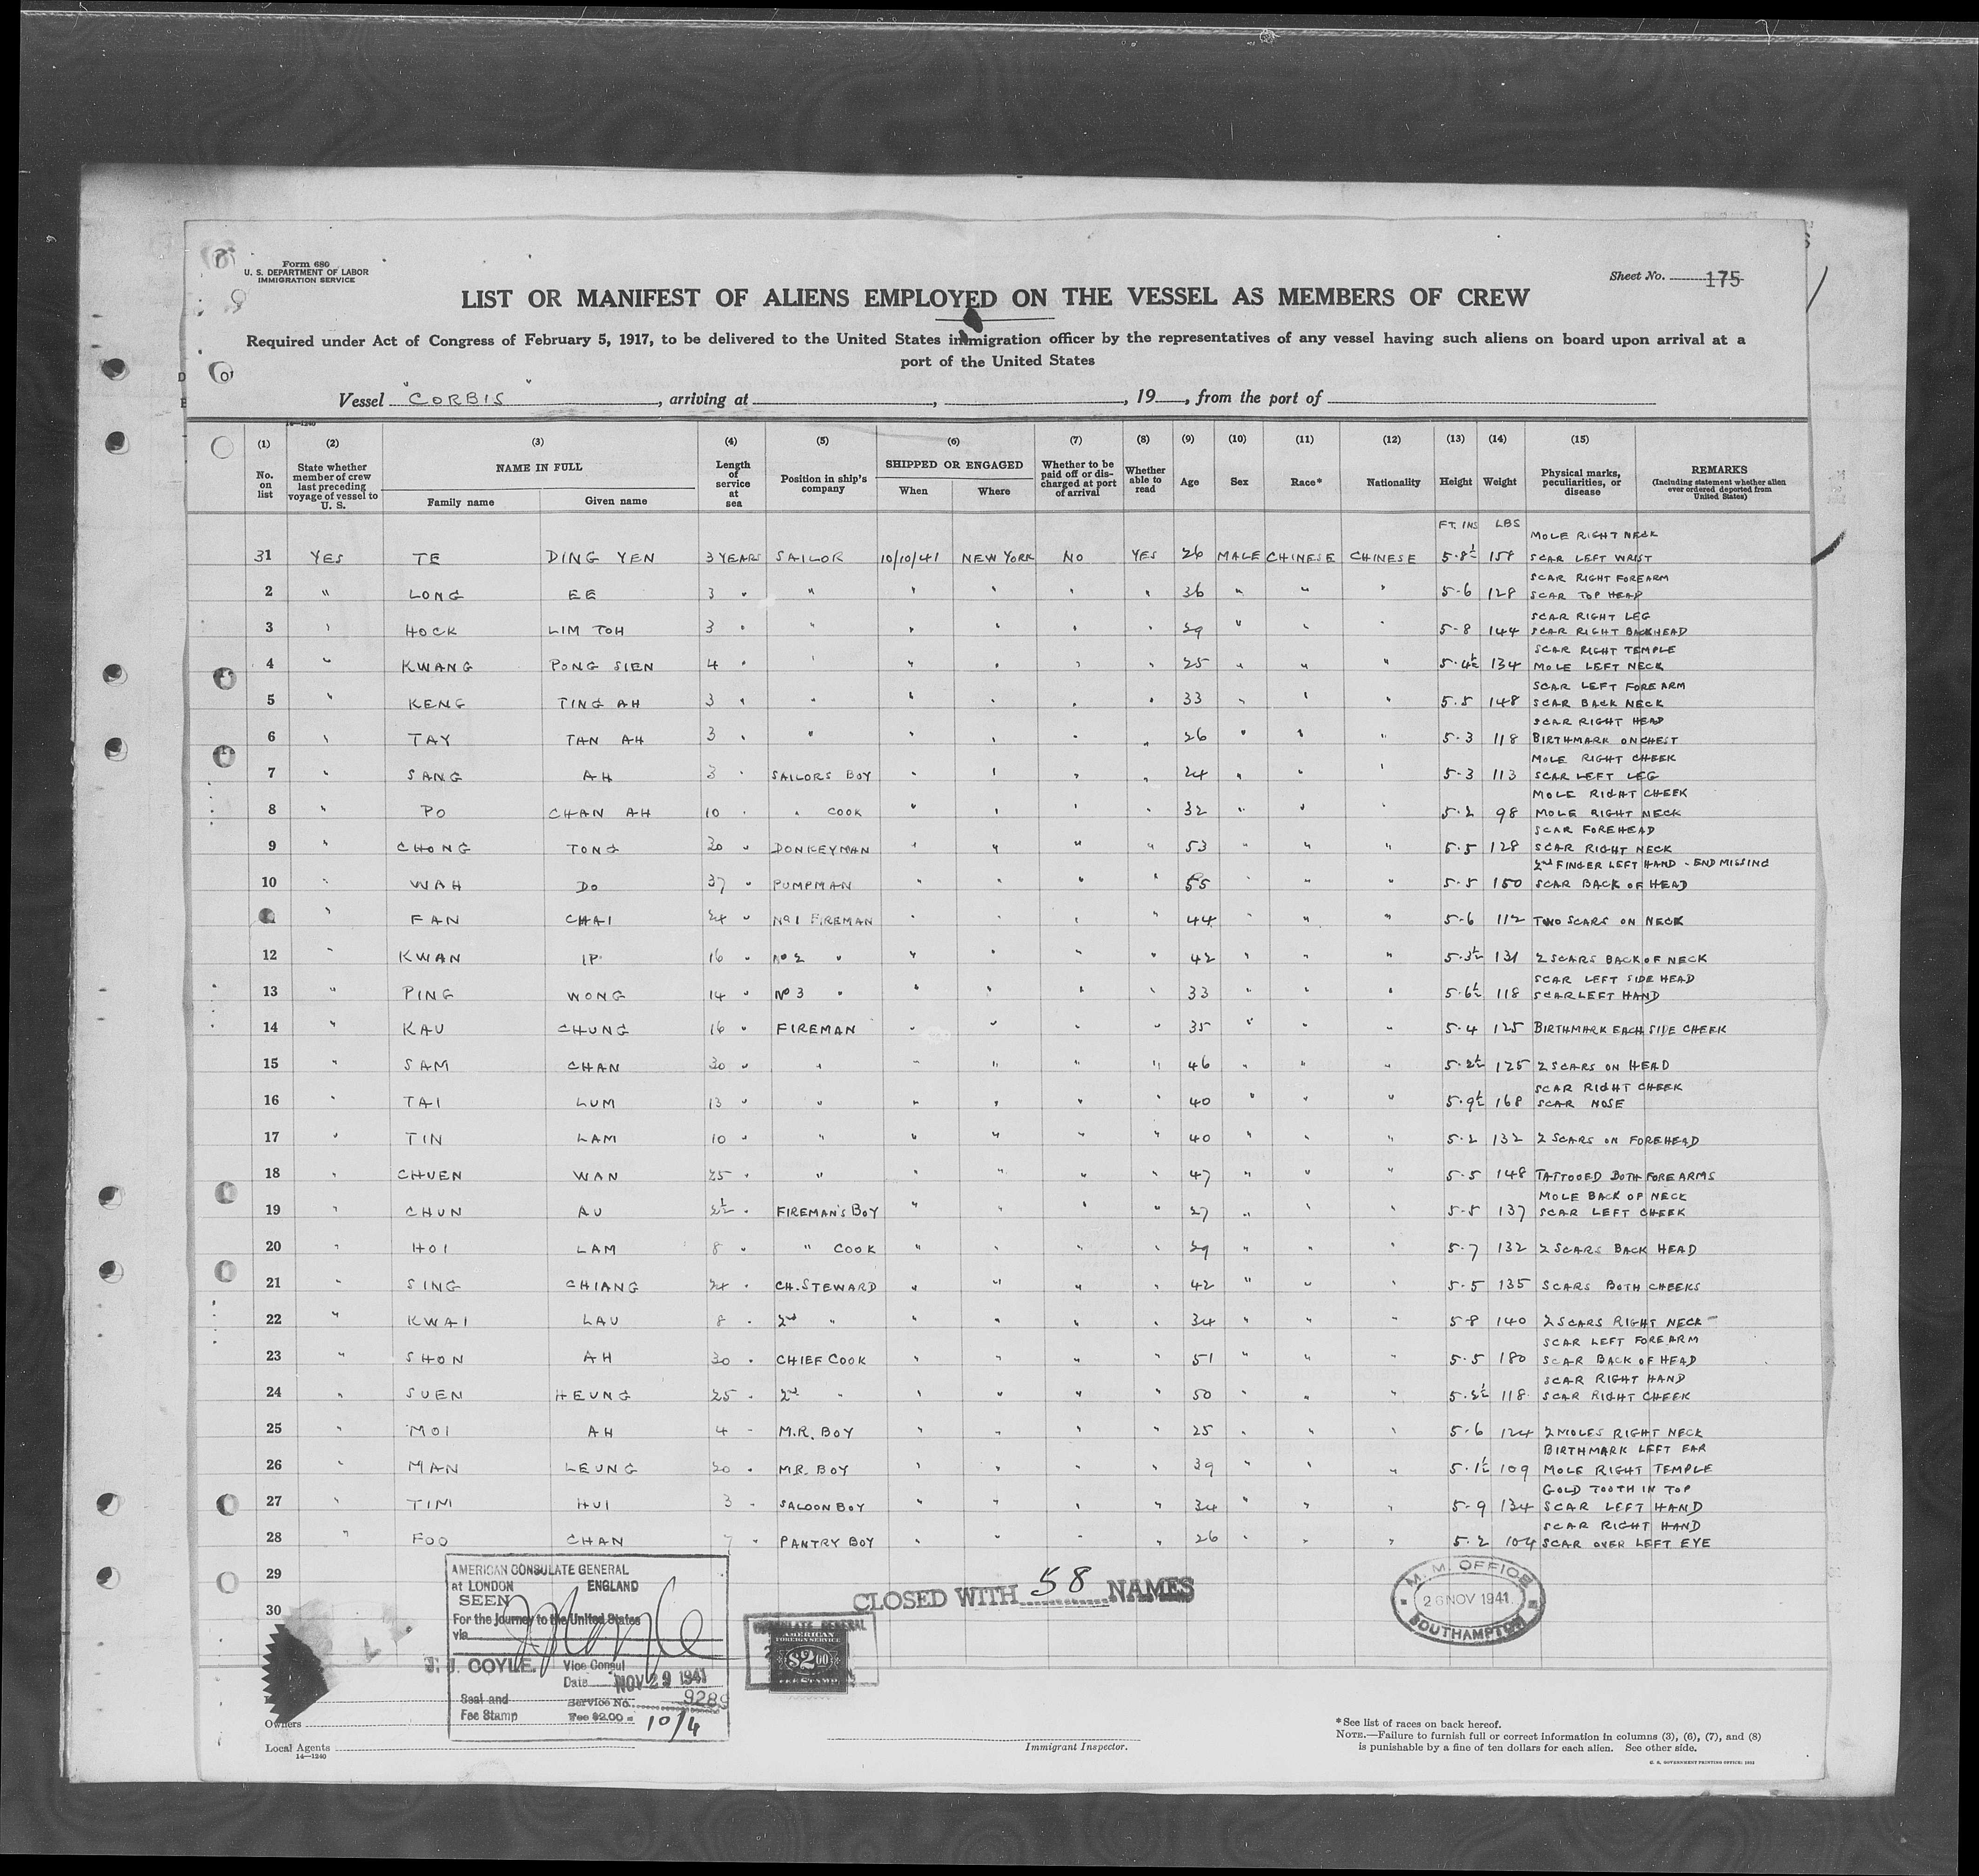 Form 680
U. S. DEPARTMENT OF LABOR
IMMIGRATION SERVICE
Sheet No. 175
LIST OR MANIFEST OF ALIENS EMPLOYED ON THE VESSEL AS MEMBERS OF CREW
Required under Act of Congress of February 5, 1917, to be delivered to the United States immigration officer by the representatives of any vessel having such aliens on board upon arrival at a
port of the United States
Vessel "CORBIS", arriving at , , 19 , from the port of
14—1240
(1) (2) (3) (4) (5) (6) (7) (8) (9) (10) (11) (12) (13) (14) (15)
No. on list State whether member of crew last preceding voyage of vessel to U. S. NAME IN FULL Family name Given name Length of service at sea Position in ship's company SHIPPED OR ENGAGED When Where Whether to be paid off or discharged at port of arrival Whether able to read Age Sex Race* Nationality Height Weight Physical marks, peculiarities, or disease REMARKS (Including statement whether alien ever ordered deported from United States)
FT. INS LBS
MOLE RIGHT NECK
31 YES TE DING YEN 3 YEARS SAILOR 10/10/41 NEW YORK NO YES 26 MALE CHINESE CHINESE 5-8½ 158 SCAR LEFT WRIST
SCAR RIGHT FOREARM
2 " LONG EE 3 " " " " " " 36 " " " 5-6 128 SCAR TOP HEAD
SCAR RIGHT LEG
3 " HOCK LIM TOH 3 " " " " " " 29 " " " 5-8 144 SCAR RIGHT BACKHEAD
SCAR RIGHT TEMPLE
4 " KWANG PONG SIEN 4 " " " " " " 25 " " " 5-4½ 134 MOLE LEFT NECK
SCAR LEFT FOREARM
5 " KENG TING AH 3 " " " " " " 33 " " " 5.5 148 SCAR BACK NECK
SCAR RIGHT HEAD
6 " TAY TAN AH 3 " " " " " " 26 " " " 5-3 118 BIRTHMARK ON CHEST
MOLE RIGHT CHEEK
7 " SANG AH 3 " SAILORS BOY " " " " 24 " " " 5-3 113 SCAR LEFT LEG
MOLE RIGHT CHEEK
8 " PO CHAN AH 10 " " COOK " " " " 32 " " " 5-2 98 MOLE RIGHT NECK
SCAR FOREHEAD
9 " CHONG TONG 30 " DONKEYMAN " " " " 53 " " " 5.5 128 SCAR RIGHT NECK
2nd FINGER LEFT HAND - END MISSING
10 " WAH DO 37 " PUMPMAN " " " " 55 " " " 5-5 150 SCAR BACK OF HEAD
" FAN CHAI 24 " No 1 FIREMAN " " " " 44 " " " 5-6 112 TWO SCARS ON NECK
12 " KWAN IP 16 " No 2 " " " " " 42 " " " 5-3½ 131 2 SCARS BACK OF NECK
SCAR LEFT SIDE HEAD
13 " PING WONG 14 " No 3 " " " " " 33 " " " 5-6½ 118 SCAR LEFT HAND
14 " KAU CHUNG 16 " FIREMAN " " " " 35 " " " 5.4 125 BIRTHMARK EACH SIDE CHEEK
15 " SAM CHAN 30 " " " " " " 46 " " " 5-2½ 125 2 SCARS ON HEAD
SCAR RIGHT CHEEK
16 " TAI LUM 13 " " " " " " 40 " " " 5-9½ 168 SCAR NOSE
17 " TIN LAM 10 " " " " " " 40 " " " 5-2 132 2 SCARS ON FOREHEAD
18 " CHUEN WAN 25 " " " " " " 47 " " " 5-5 148 TATTOOED BOTH FOREARMS
MOLE BACK OF NECK
19 " CHUN AU 2½ " FIREMAN'S BOY " " " " 27 " " " 5-5 137 SCAR LEFT CHEEK
20 " HOI LAM 8 " " COOK " " " " 29 " " " 5-7 132 2 SCARS BACK HEAD
21 " SING CHIANG 24 " CH. STEWARD " " " " 42 " " " 5-5 135 SCARS BOTH CHEEKS
22 " KWAI LAU 8 " 2nd " " " " " 34 " " " 5-8 140 2 SCARS RIGHT NECK
SCAR LEFT FOREARM
23 " SHON AH 30 " CHIEF COOK " " " " 51 " " " 5.5 180 SCAR BACK OF HEAD
SCAR RIGHT HAND
24 " SUEN HEUNG 25 " 2nd " " " " " 50 " " " 5.2½ 118 SCAR RIGHT CHEEK
25 " MOI AH 4 " M.R. BOY " " " " 25 " " " 5-6 124 2 MOLES RIGHT NECK
BIRTHMARK LEFT EAR
26 " MAN LEUNG 20 " M.R. BOY " " " " 39 " " " 5-1½ 109 MOLE RIGHT TEMPLE
GOLD TOOTH IN TOP
27 " TIM HUI 3 " SALOON BOY " " " " 34 " " " 5-9 134 SCAR LEFT HAND
SCAR RIGHT HAND
28 " FOO CHAN 7 " PANTRY BOY " " " " 26 " " " 5-2 104 SCAR OVER LEFT EYE
29
30
AMERICAN CONSULATE GENERAL
at LONDON ENGLAND
SEEN
For the Journey to the United States
via
J. J. COYLE. Vice Consul
Date NOV 29 1941
Seal and Fee Stamp
Service No. 9289
Fee $2.00 = 10/4
CONSULATE GENERAL
AMERICAN
FOREIGN SERVICE
$2.00
FEE STAMP
CLOSED WITH 58 NAMES
M. M. OFFICE
26 NOV 1941
SOUTHAMPTON
Owners
Local Agents
14—1240
Immigrant Inspector.
*See list of races on back hereof.
NOTE.—Failure to furnish full or correct information in columns (3), (6), (7), and (8)
is punishable by a fine of ten dollars for each alien. See other side.